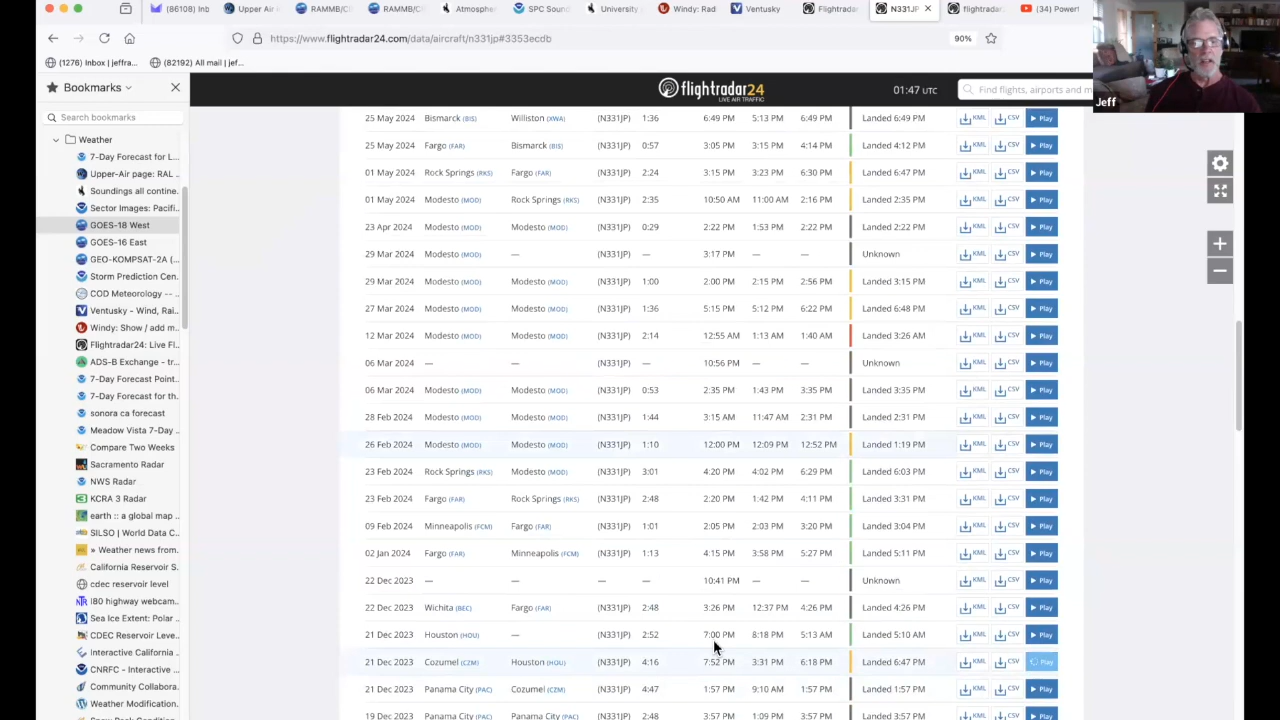 (86108) Inb
Upper Air
RAMMB/CI
RAMMB/CI
Atmosphe
SPC Soun
University
Windy: Rad
Ventusky
Flightradar
N331JP
flightradar
(34) Power
https://www.flightradar24.com/data/aircraft/n331jp#3353ecdb
90%
(1276) Inbox | jeffra...
(82192) All mail | jef...
Jeff
Bookmarks
flightradar24
LIVE AIR TRAFFIC
01:47 UTC
Find flights, airports and m
Search bookmarks
Weather
7-Day Forecast for L...
Upper-Air page: RAL ...
Soundings all contine...
Sector Images: Pacifi...
GOES-18 West
GOES-16 East
GEO-KOMPSAT-2A (...
Storm Prediction Cen...
COD Meteorology -- ...
Ventusky - Wind, Rai...
Windy: Show / add m...
Flightradar24: Live Fl...
ADS-B Exchange - tr...
7-Day Forecast Point...
7-Day Forecast for th...
sonora ca forecast
Meadow Vista 7-Day ...
Compare Two Weeks
Sacramento Radar
NWS Radar
KCRA 3 Radar
earth :: a global map ...
SILSO | World Data C...
» Weather news from...
California Reservoir S...
cdec reservoir level
I80 highway webcam...
Sea Ice Extent: Polar ...
CDEC Reservoir Leve...
Interactive California ...
CNRFC - Interactive ...
Community Collabora...
Weather Modification...
25 May 2024 Bismarck (BIS) Williston (XWA) (N331JP) 1:36 6:49 PM 5:13 PM 6:49 PM Landed 6:49 PM KML CSV Play
25 May 2024 Fargo (FAR) Bismarck (BIS) (N331JP) 0:57 3:05 PM 3:15 PM 4:14 PM Landed 4:12 PM KML CSV Play
01 May 2024 Rock Springs (RKS) Fargo (FAR) (N331JP) 2:24 3:15 PM 3:23 PM 6:30 PM Landed 6:47 PM KML CSV Play
01 May 2024 Modesto (MOD) Rock Springs (RKS) (N331JP) 2:35 10:50 AM 11:00 AM 2:16 PM Landed 2:35 PM KML CSV Play
23 Apr 2024 Modesto (MOD) Modesto (MOD) (N331JP) 0:29 2:22 PM 1:53 PM 2:22 PM Landed 2:22 PM KML CSV Play
29 Mar 2024 Modesto (MOD) — (N331JP) — 3:17 PM — — Unknown KML CSV Play
29 Mar 2024 Modesto (MOD) Modesto (MOD) (N331JP) 1:00 2:00 PM 2:15 PM 2:56 PM Landed 3:15 PM KML CSV Play
27 Mar 2024 Modesto (MOD) Modesto (MOD) (N331JP) 1:36 5:15 PM 5:12 PM 6:22 PM Landed 6:48 PM KML CSV Play
12 Mar 2024 Modesto (MOD) Modesto (MOD) (N331JP) 2:14 12:55 AM 1:13 AM 1:40 AM Landed 3:26 AM KML CSV Play
06 Mar 2024 — — (N331JP) — 10:56 PM — — Unknown KML CSV Play
06 Mar 2024 Modesto (MOD) Modesto (MOD) (N331JP) 0:53 2:35 PM 1:43 PM 3:35 PM Landed 3:35 PM KML CSV Play
28 Feb 2024 Modesto (MOD) Modesto (MOD) (N331JP) 1:44 3:15 AM 11:47 AM 2:31 PM Landed 2:31 PM KML CSV Play
26 Feb 2024 Modesto (MOD) Modesto (MOD) (N331JP) 1:10 12:00 PM 12:09 PM 12:52 PM Landed 1:19 PM KML CSV Play
23 Feb 2024 Rock Springs (RKS) Modesto (MOD) (N331JP) 3:01 4:20 PM 4:02 PM 6:29 PM Landed 6:03 PM KML CSV Play
23 Feb 2024 Fargo (FAR) Rock Springs (RKS) (N331JP) 2:48 2:20 PM 1:42 PM 4:11 PM Landed 3:31 PM KML CSV Play
09 Feb 2024 Minneapolis (FCM) Fargo (FAR) (N331JP) 1:01 2:05 PM 2:03 PM 3:20 PM Landed 3:04 PM KML CSV Play
02 Jan 2024 Fargo (FAR) Minneapolis (FCM) (N331JP) 1:13 4:15 PM 3:58 PM 5:27 PM Landed 5:11 PM KML CSV Play
22 Dec 2023 — — (N331JP) — 10:41 PM — — Unknown KML CSV Play
22 Dec 2023 Wichita (BEC) Fargo (FAR) (N331JP) 2:48 3:26 PM 12:37 PM 4:26 PM Landed 4:26 PM KML CSV Play
21 Dec 2023 Houston (HOU) — (N331JP) 2:52 7:00 PM 8:18 PM 5:13 AM Landed 5:10 AM KML CSV Play
21 Dec 2023 Cozumel (CZM) Houston (HOU) (N331JP) 4:16 :52 PM 3:31 PM 6:18 PM Landed 6:47 PM KML CSV Play
21 Dec 2023 Panama City (PAC) Cozumel (CZM) (N331JP) 4:47 1:57 PM 9:10 AM 1:57 PM Landed 1:57 PM KML CSV Play
19 Dec 2023 Panama City (PAC) Modesto (MOD) (N331JP) 2:48 3:57 PM 1:09 PM 3:57 PM Landed 3:57 PM KML CSV Play